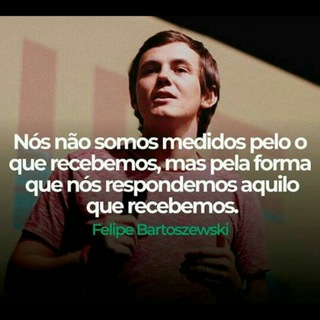 Nós não somos medidos pelo o
que recebemos, mas pela forma
que nós respondemos aquilo
que recebemos.
Felipe Bartoszewski